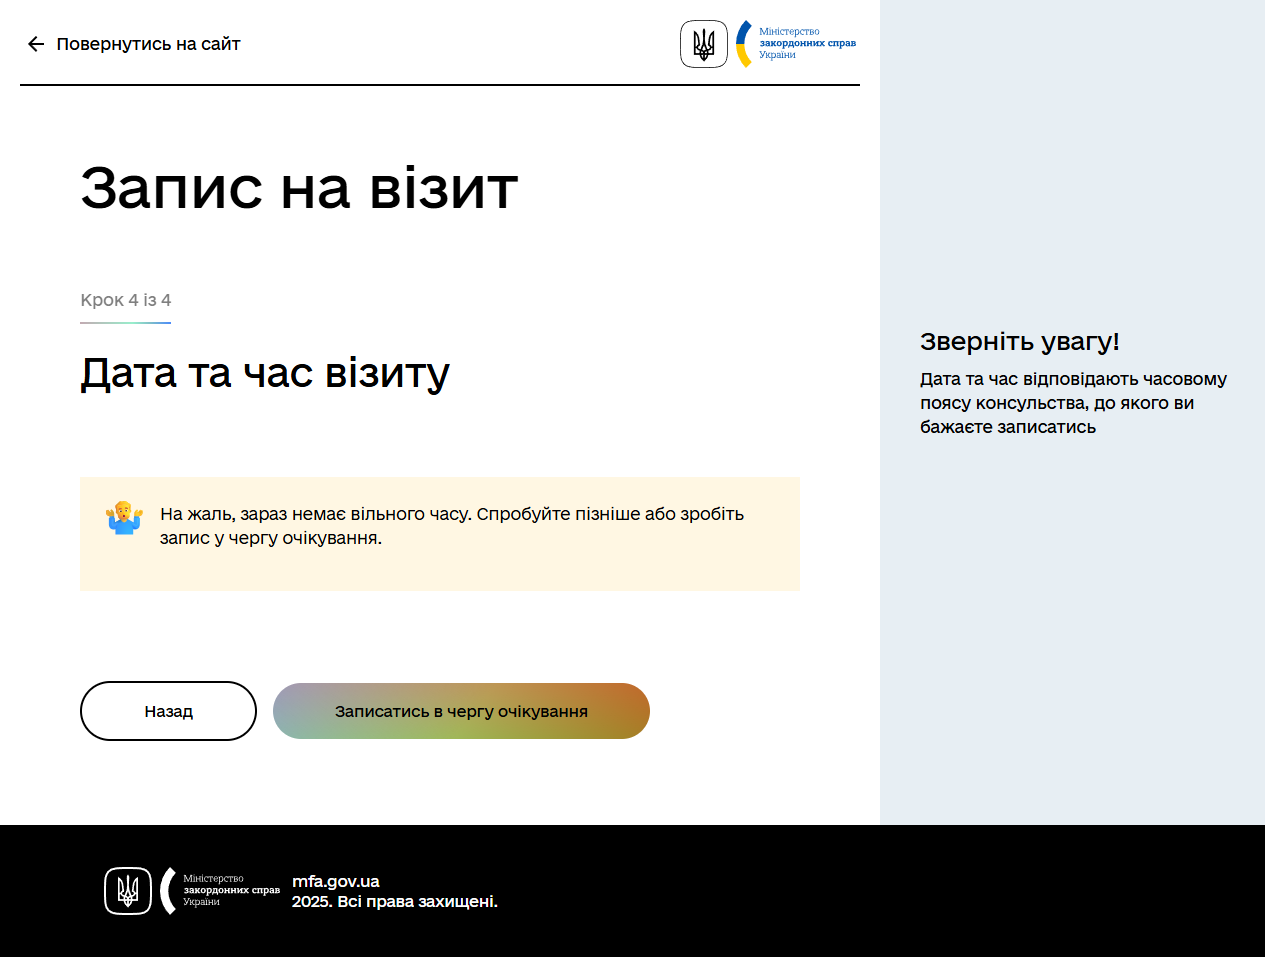 Повернутись на сайт
Міністерство
закордонних справ
України
Запис на візит
Крок 4 із 4
Дата та час візиту
На жаль, зараз немає вільного часу. Спробуйте пізніше або зробіть
запис у чергу очікування.
Назад
Записатись в чергу очікування
Зверніть увагу!
Дата та час відповідають часовому
поясу консульства, до якого ви
бажаєте записатись
Міністерство
закордонних справ
України
mfa.gov.ua
2025. Всі права захищені.